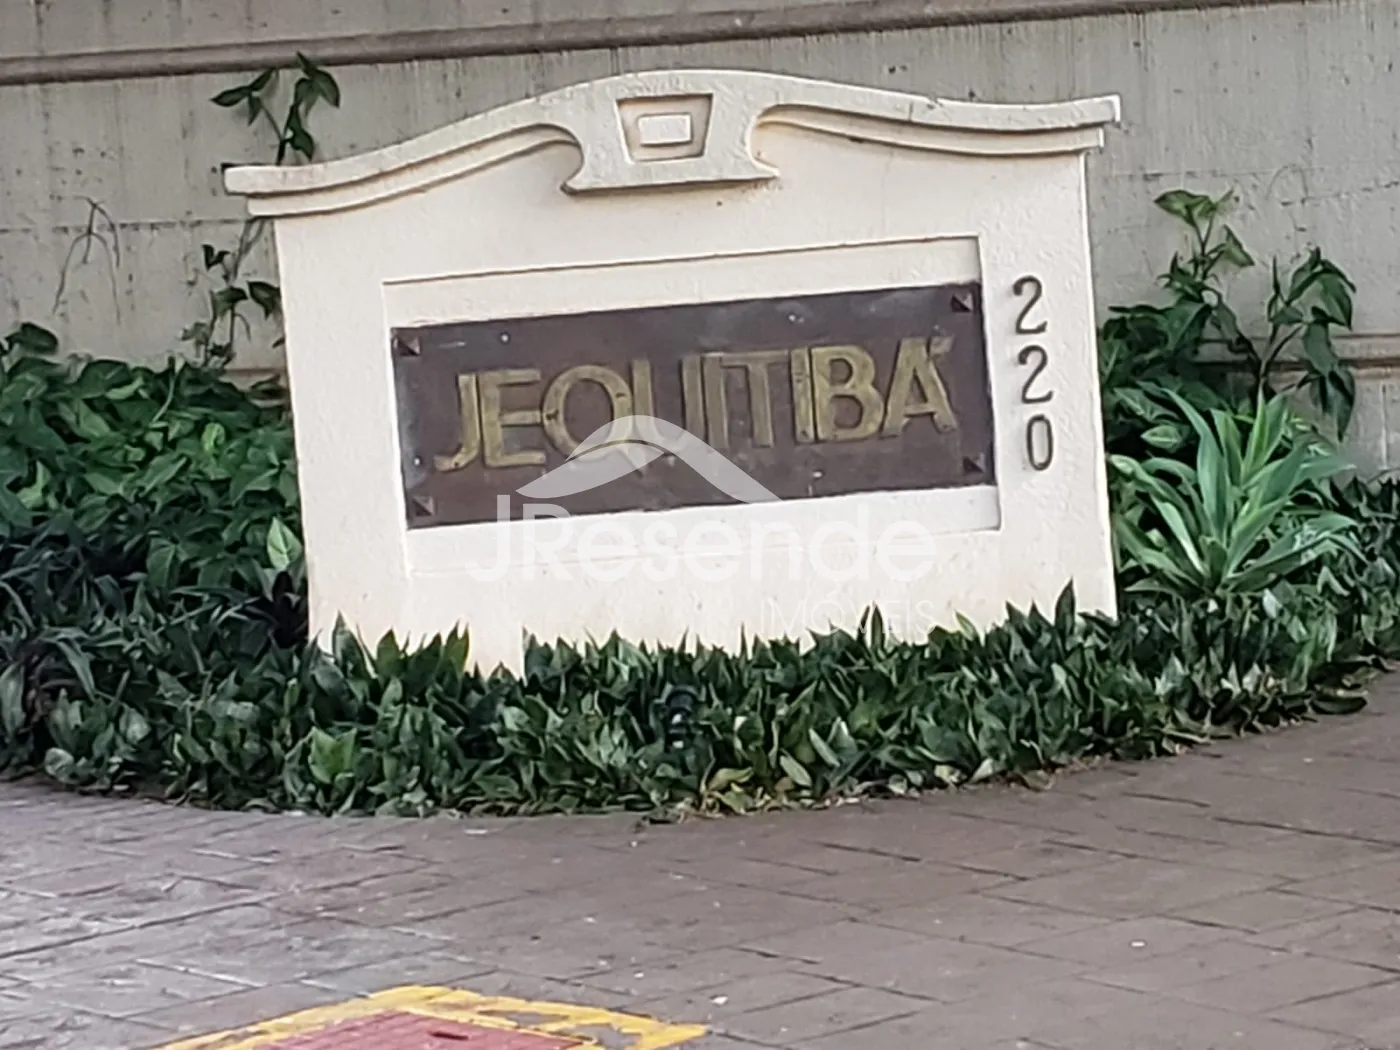 JEQUITIBÁ
220
JResende
IMÓVEIS